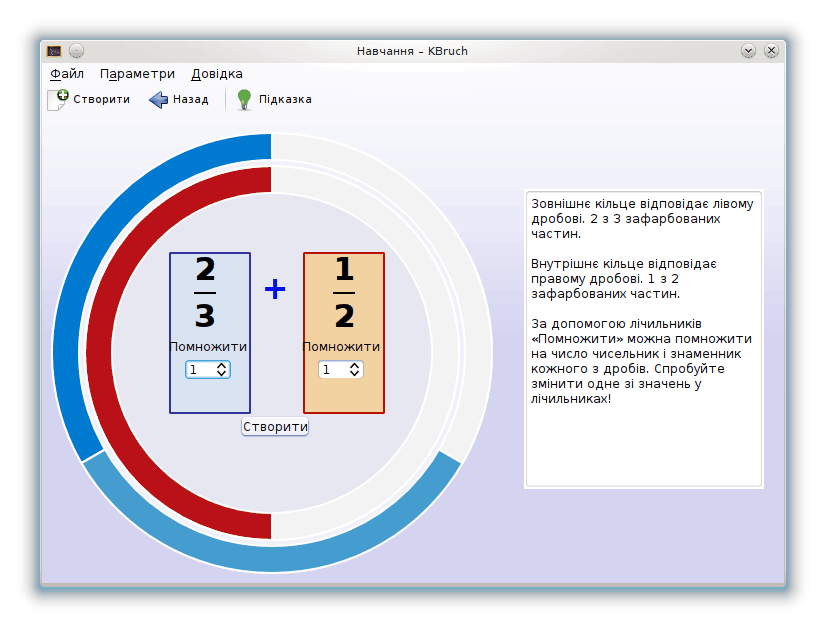 Навчання – KBruch
Файл Параметри Довідка
Створити Назад Підказка
2
3
+
1
2
Помножити Помножити
1 1
Створити
Зовнішнє кільце відповідає лівому
дробові. 2 з 3 зафарбованих
частин.
Внутрішнє кільце відповідає
правому дробові. 1 з 2
зафарбованих частин.
За допомогою лічильників
«Помножити» можна помножити
на число чисельник і знаменник
кожного з дробів. Спробуйте
змінити одне зі значень у
лічильниках!